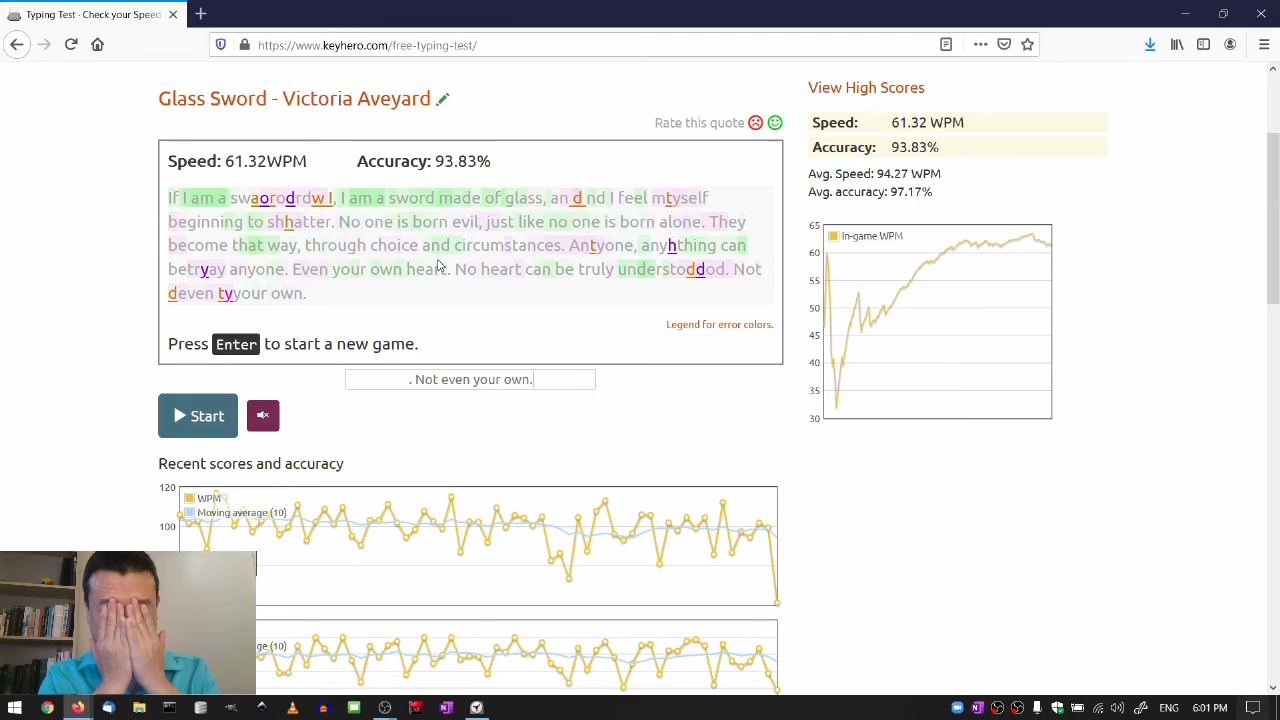 Typing Test - Check your Speed
https://www.keyhero.com/free-typing-test/
Glass Sword - Victoria Aveyard
Rate this quote
Speed: 61.32WPM Accuracy: 93.83%
If I am a swaorodrdw I, I am a sword made of glass, an d nd I feel mtyself
beginning to shhatter. No one is born evil, just like no one is born alone. They
become that way, through choice and circumstances. Antyone, anyhthing can
betryay anyone. Even your own heart. No heart can be truly understoddod. Not
deven tyyour own.
Legend for error colors.
Press Enter to start a new game.
. Not even your own.
Start
Recent scores and accuracy
120
WPM
Moving average (10)
100
age (10)
View High Scores
Speed: 61.32 WPM
Accuracy: 93.83%
Avg. Speed: 94.27 WPM
Avg. accuracy: 97.17%
65
In-game WPM
60
55
50
45
40
35
30
ENG
6:01 PM